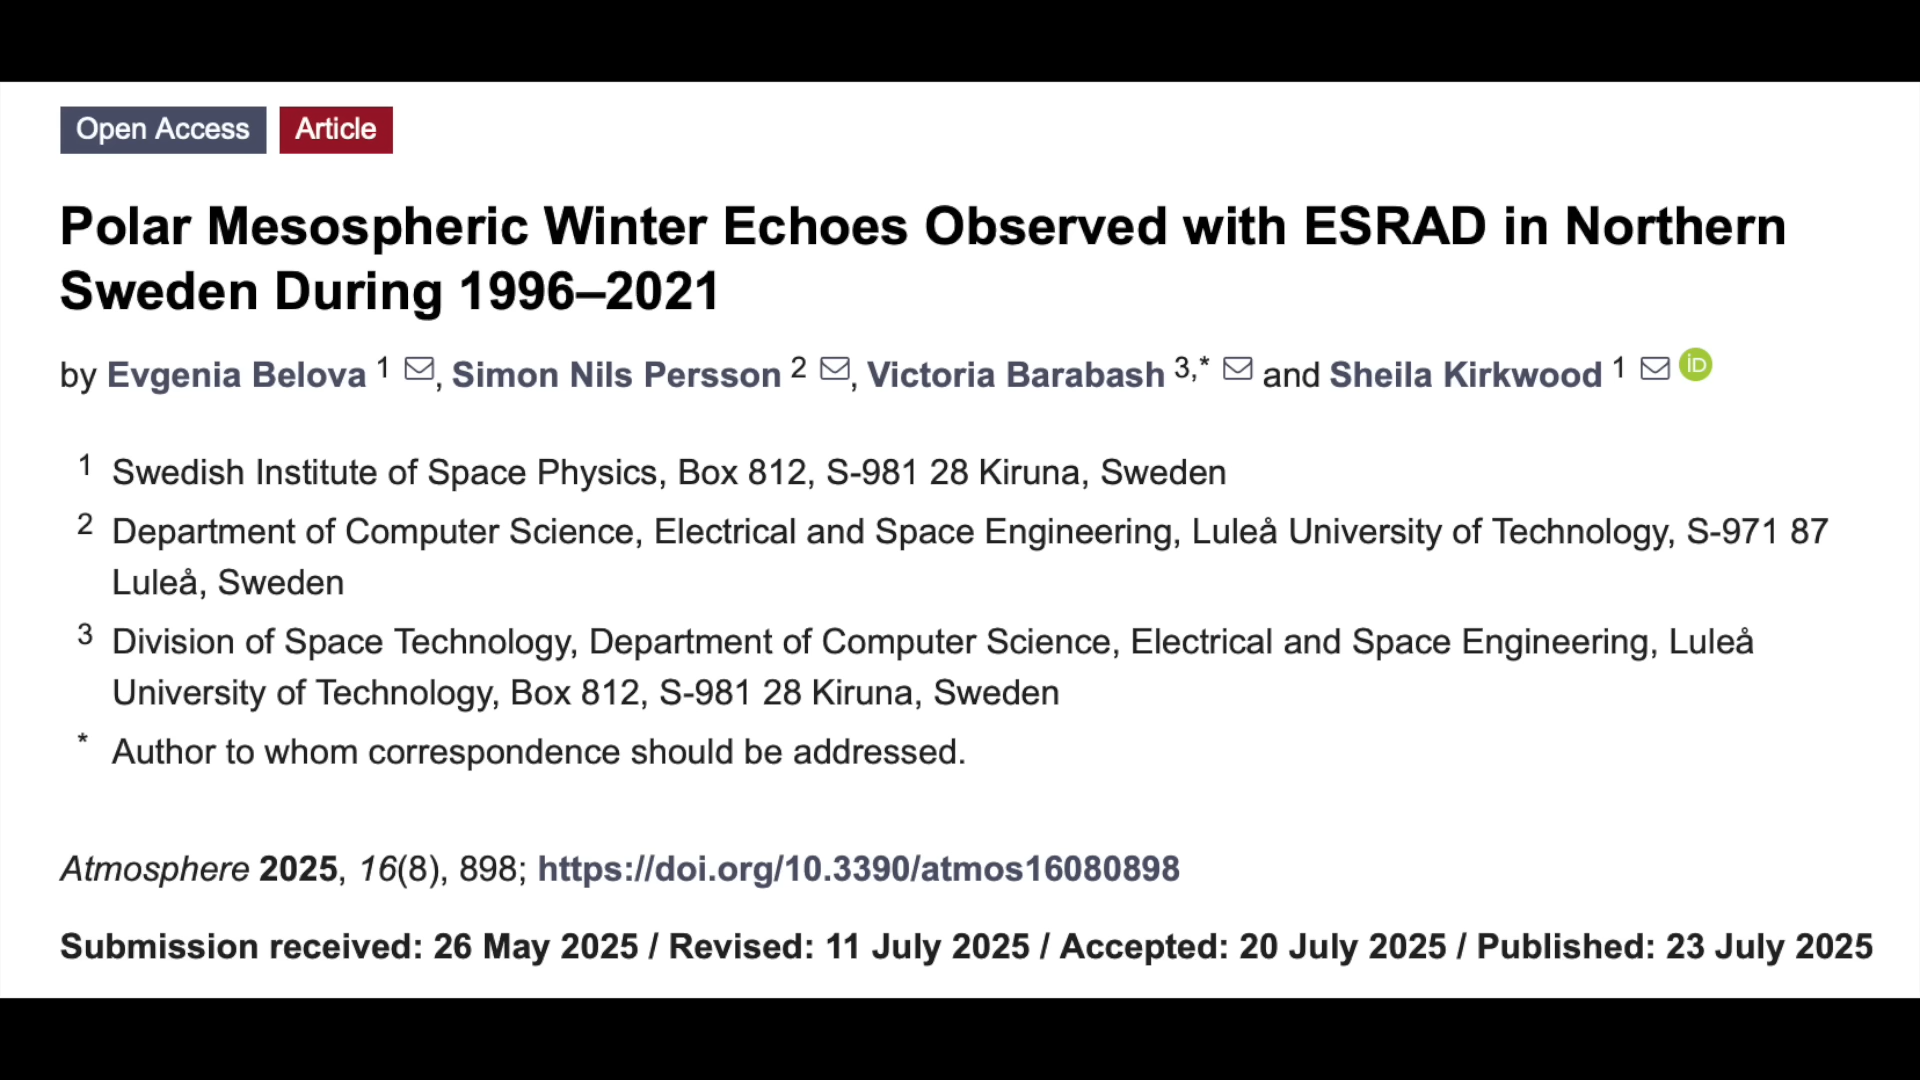 Open Access Article
Polar Mesospheric Winter Echoes Observed with ESRAD in Northern
Sweden During 1996–2021
by Evgenia Belova 1, Simon Nils Persson 2, Victoria Barabash 3,* and Sheila Kirkwood 1 iD
1 Swedish Institute of Space Physics, Box 812, S-981 28 Kiruna, Sweden
2 Department of Computer Science, Electrical and Space Engineering, Luleå University of Technology, S-971 87
Luleå, Sweden
3 Division of Space Technology, Department of Computer Science, Electrical and Space Engineering, Luleå
University of Technology, Box 812, S-981 28 Kiruna, Sweden
* Author to whom correspondence should be addressed.
Atmosphere 2025, 16(8), 898; https://doi.org/10.3390/atmos16080898
Submission received: 26 May 2025 / Revised: 11 July 2025 / Accepted: 20 July 2025 / Published: 23 July 2025